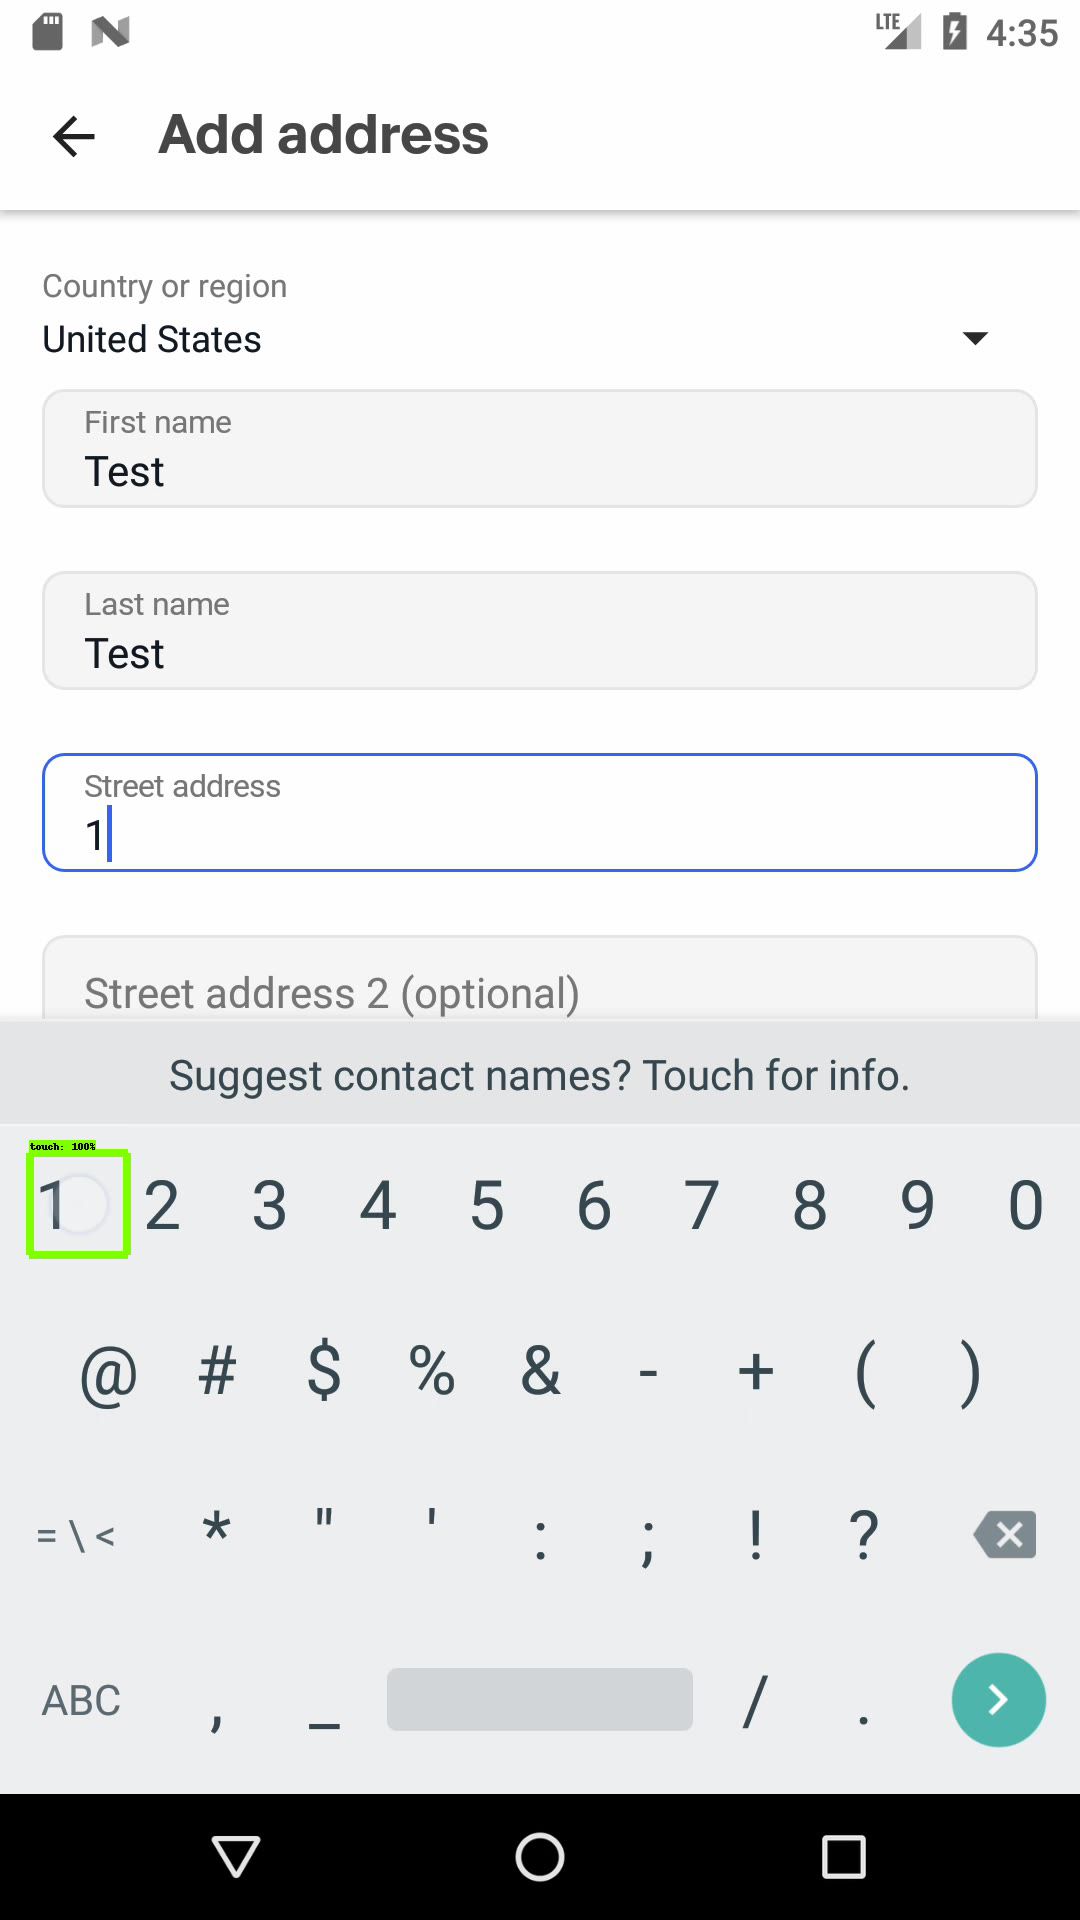 LTE 4:35
Add address
Country or region
United States
First name
Test
Last name
Test
Street address
1
Street address 2 (optional)
Suggest contact names? Touch for info.
touch: 100%
1 2 3 4 5 6 7 8 9 0
@ # $ % & - + ( )
= \ < * " ' : ; ! ?
ABC , _ / .